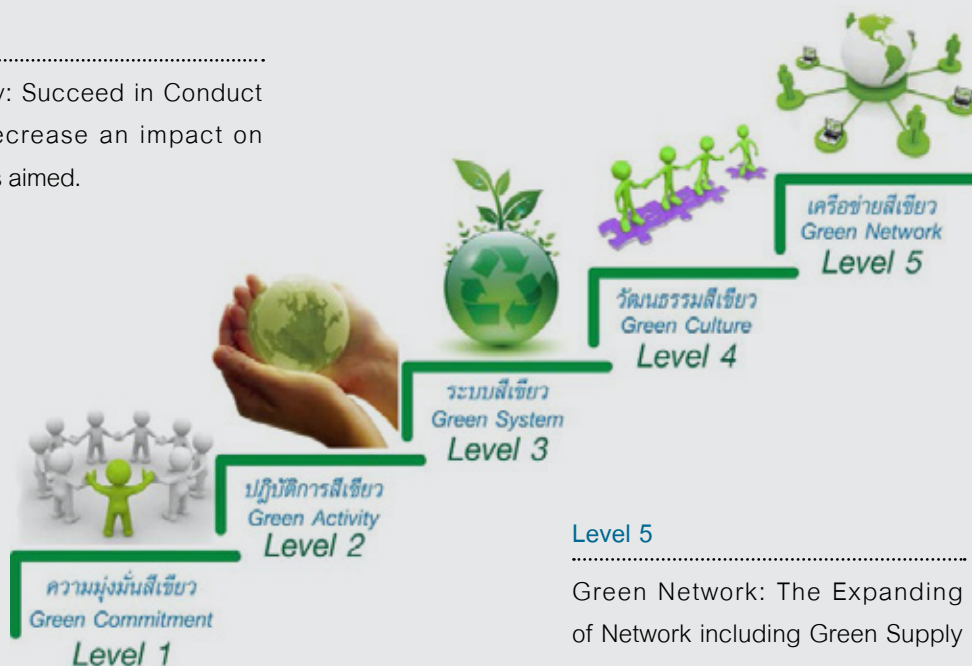 y: Succeed in Conduct
ecrease an impact on
s aimed.
เครือข่ายสีเขียว
Green Network
Level 5
วัฒนธรรมสีเขียว
Green Culture
Level 4
ระบบสีเขียว
Green System
Level 3
ปฏิบัติการสีเขียว
Green Activity
Level 2
ความมุ่งมั่นสีเขียว
Green Commitment
Level 1
Level 5
Green Network: The Expanding
of Network including Green Supply